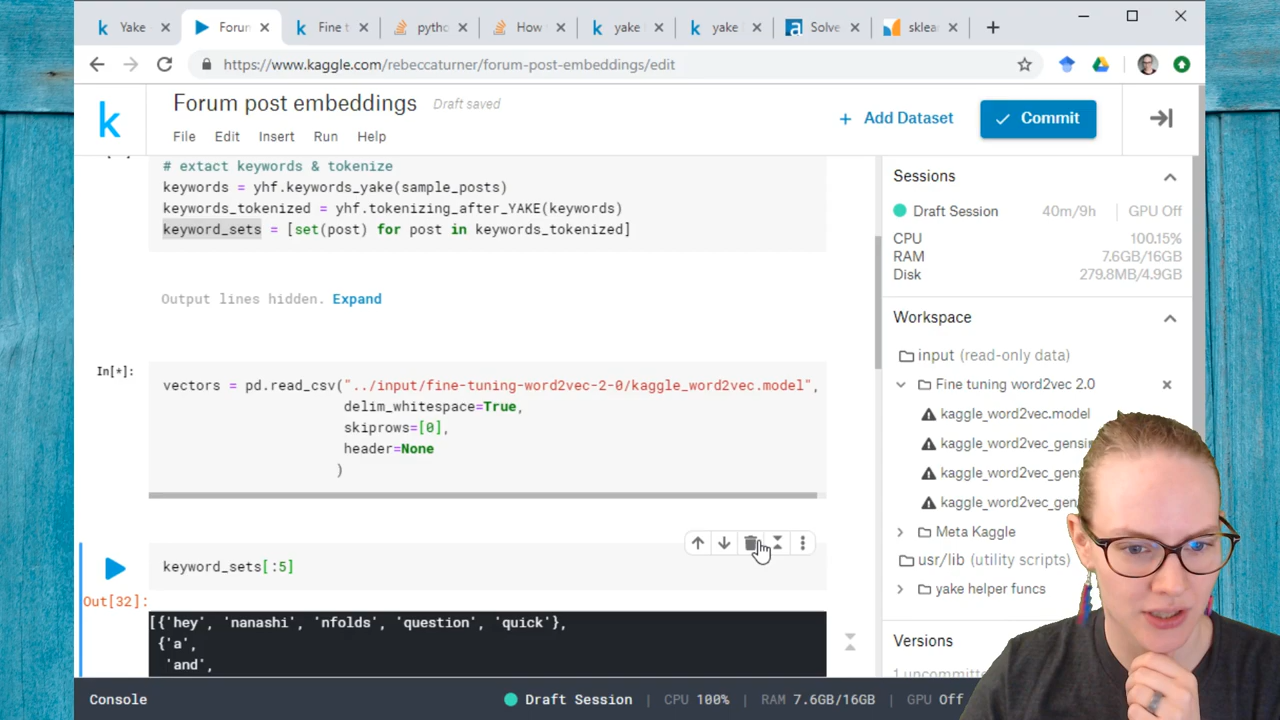 Yake
Forun
Fine t
pytho
How
yake
yake
Solve
sklea
https://www.kaggle.com/rebeccaturner/forum-post-embeddings/edit
Forum post embeddings
Draft saved
File
Edit
Insert
Run
Help
+ Add Dataset
Commit
# extact keywords & tokenize
keywords = yhf.keywords_yake(sample_posts)
keywords_tokenized = yhf.tokenizing_after_YAKE(keywords)
keyword_sets = [set(post) for post in keywords_tokenized]
Output lines hidden. Expand
In[*]:
vectors = pd.read_csv("../input/fine-tuning-word2vec-2-0/kaggle_word2vec.model",
delim_whitespace=True,
skiprows=[0],
header=None
)
keyword_sets[:5]
Out[32]:
[{'hey', 'nanashi', 'nfolds', 'question', 'quick'},
{'a',
'and',
Sessions
Draft Session
40m/9h
GPU Off
CPU 100.15%
RAM 7.6GB/16GB
Disk 279.8MB/4.9GB
Workspace
input (read-only data)
Fine tuning word2vec 2.0
kaggle_word2vec.model
kaggle_word2vec_gensi
kaggle_word2vec_gen
kaggle_word2vec_gen
Meta Kaggle
usr/lib (utility scripts)
yake helper funcs
Versions
Console
Draft Session
CPU 100%
RAM 7.6GB/16GB
GPU Off